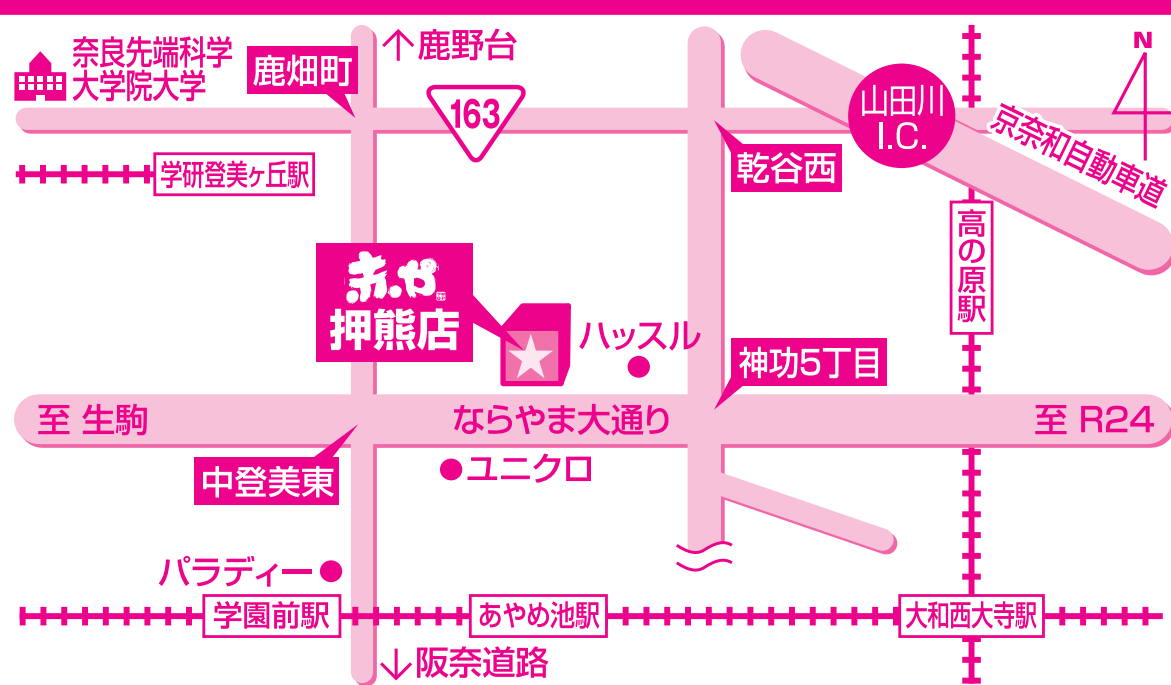 奈良先端科学
大学院大学
鹿畑町
↑鹿野台
163
山田川
I.C.
N
京奈和自動車道
学研登美ヶ丘駅
乾谷西
高の原駅
赤や
押熊店
ハッスル
神功5丁目
至 生駒
ならやま大通り
至 R24
中登美東
ユニクロ
パラディー
学園前駅
あやめ池駅
大和西大寺駅
↓阪奈道路